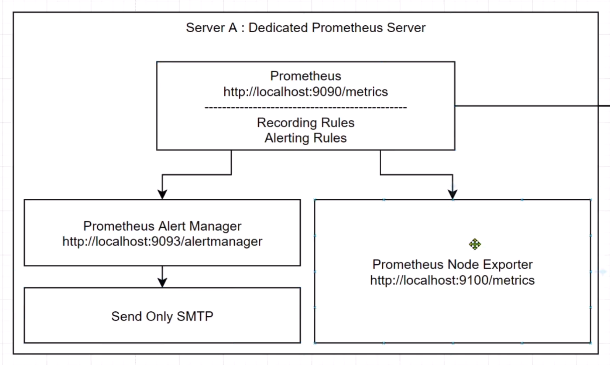 Server A : Dedicated Prometheus Server
Prometheus
http://localhost:9090/metrics
------------------------------------------------
Recording Rules
Alerting Rules
Prometheus Alert Manager
http://localhost:9093/alertmanager
Send Only SMTP
Prometheus Node Exporter
http://localhost:9100/metrics